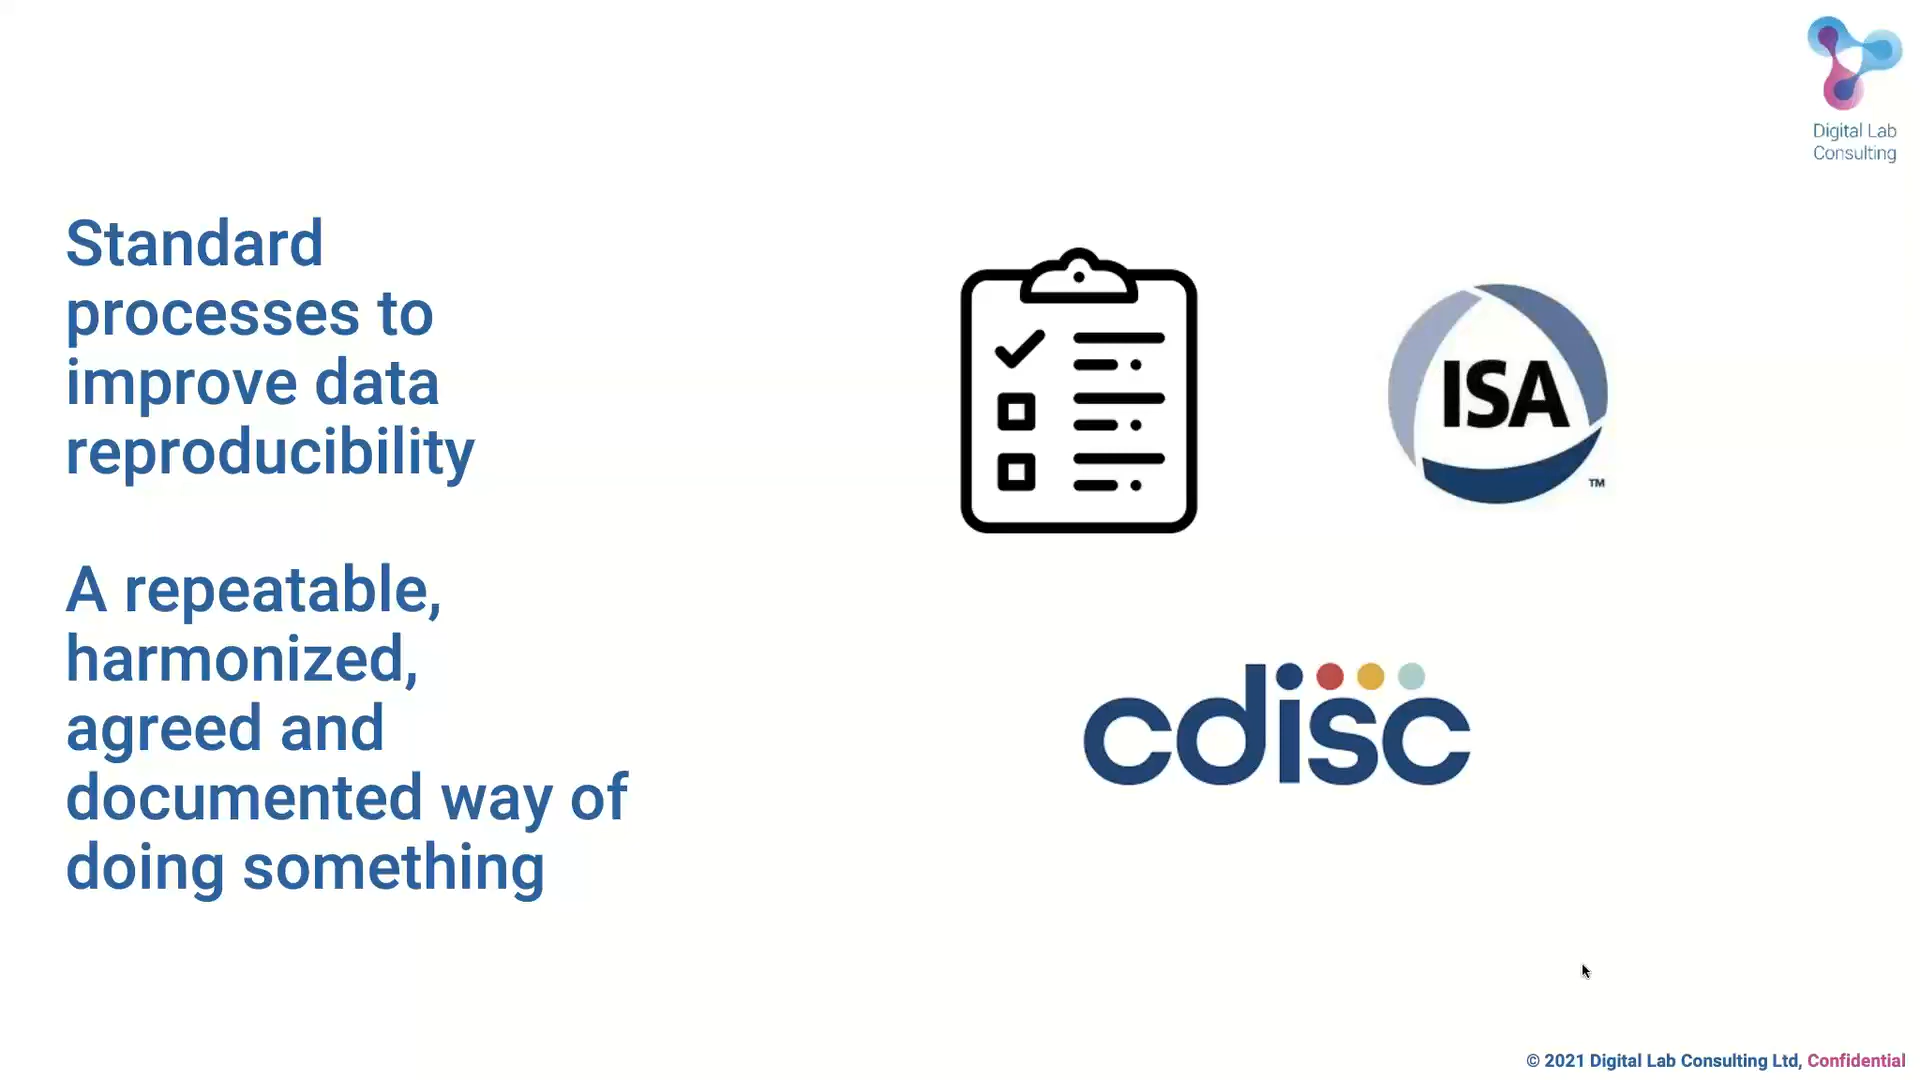 Digital Lab
Consulting
Standard
processes to
improve data
reproducibility
A repeatable,
harmonized,
agreed and
documented way of
doing something
ISA
TM
cdisc
© 2021 Digital Lab Consulting Ltd, Confidential